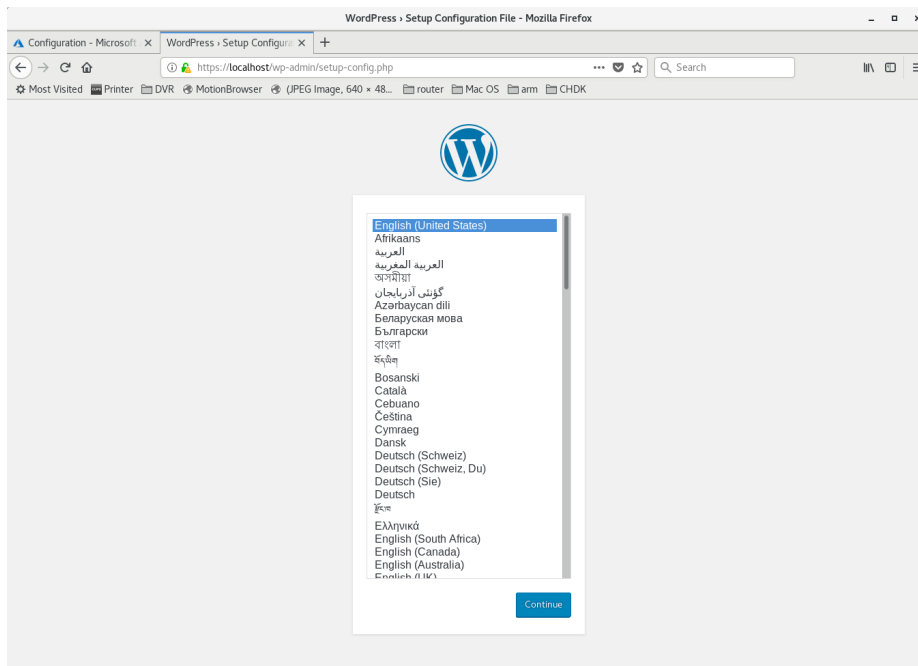 WordPress › Setup Configuration File - Mozilla Firefox
Configuration - Microsoft
WordPress › Setup Configura
https://localhost/wp-admin/setup-config.php
Search
Most Visited Printer DVR MotionBrowser (JPEG Image, 640 × 48... router Mac OS arm CHDK
English (United States)
Afrikaans
العربية
العربية المغربية
অসমীয়া
گؤنئی آذربایجان
Azərbaycan dili
Беларуская мова
Български
বাংলা
བོད་ཡིག
Bosanski
Català
Cebuano
Čeština
Cymraeg
Dansk
Deutsch (Schweiz)
Deutsch (Schweiz, Du)
Deutsch (Sie)
Deutsch
རྫོང་ཁ
Ελληνικά
English (South Africa)
English (Canada)
English (Australia)
English (UK)
Continue